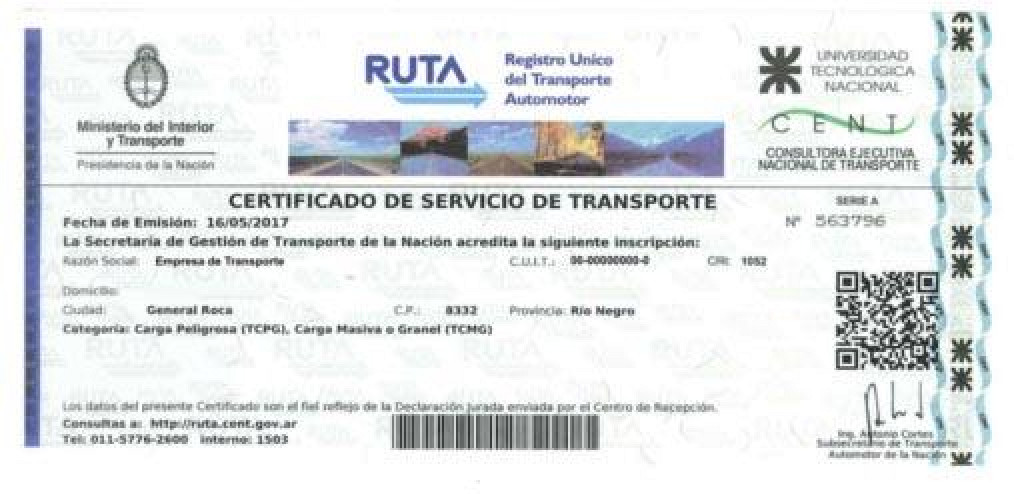 Ministerio del Interior
y Transporte
Presidencia de la Nación
RUTA
Registro Unico
del Transporte
Automotor
UNIVERSIDAD
TECNOLOGICA
NACIONAL
CENT
CONSULTORA EJECUTIVA
NACIONAL DE TRANSPORTE
CERTIFICADO DE SERVICIO DE TRANSPORTE
SERIE A
Fecha de Emisión: 16/05/2017
Nº 563796
La Secretaría de Gestión de Transporte de la Nación acredita la siguiente inscripción:
Razón Social: Empresa de Transporte C.U.I.T.: 00-00000000-0 CRI: 1052
Domicilio:
Ciudad: General Roca C.P.: 8332 Provincia: Río Negro
Categoría: Carga Peligrosa (TCPG), Carga Masiva o Granel (TCMG)
Los datos del presente Certificado son el fiel reflejo de la Declaración Jurada enviada por el Centro de Recepción.
Consultas a: http://ruta.cent.gov.ar
Tel: 011-5776-2600 interno: 1503
Ing. Antonio Cortes
Subsecretario de Transporte
Automotor de la Nación